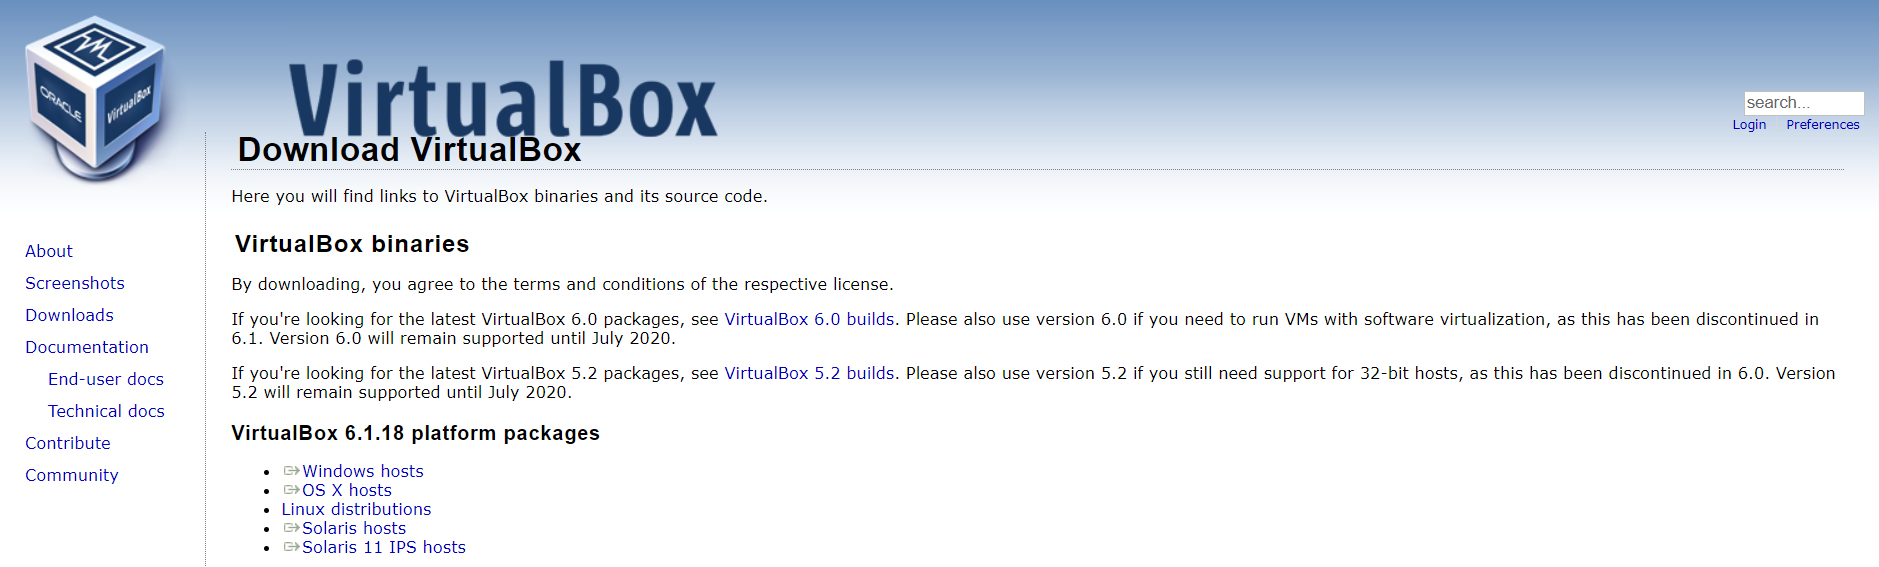 ORACLE
VirtualBox
VirtualBox
search...
Login Preferences
Download VirtualBox
Here you will find links to VirtualBox binaries and its source code.
About
Screenshots
Downloads
Documentation
End-user docs
Technical docs
Contribute
Community
VirtualBox binaries
By downloading, you agree to the terms and conditions of the respective license.
If you're looking for the latest VirtualBox 6.0 packages, see VirtualBox 6.0 builds. Please also use version 6.0 if you need to run VMs with software virtualization, as this has been discontinued in
6.1. Version 6.0 will remain supported until July 2020.
If you're looking for the latest VirtualBox 5.2 packages, see VirtualBox 5.2 builds. Please also use version 5.2 if you still need support for 32-bit hosts, as this has been discontinued in 6.0. Version
5.2 will remain supported until July 2020.
VirtualBox 6.1.18 platform packages
• Windows hosts
• OS X hosts
• Linux distributions
• Solaris hosts
• Solaris 11 IPS hosts